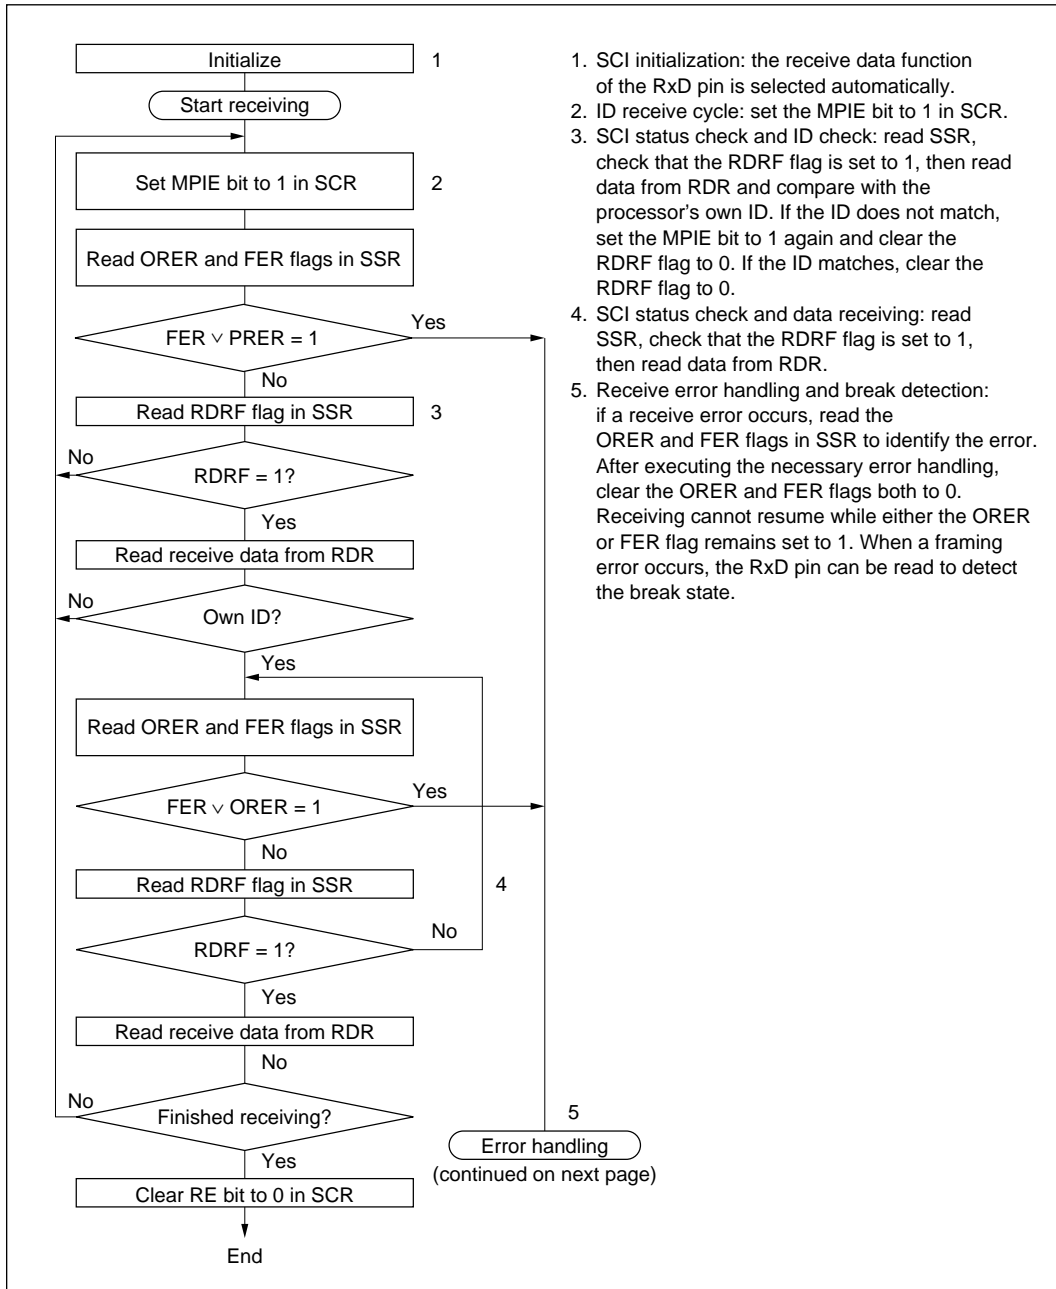 Initialize
1
Start receiving
Set MPIE bit to 1 in SCR
2
Read ORER and FER flags in SSR
FER ∨ PRER = 1
Yes
No
Read RDRF flag in SSR
3
No
RDRF = 1?
Yes
Read receive data from RDR
No
Own ID?
Yes
Read ORER and FER flags in SSR
Yes
FER ∨ ORER = 1
No
Read RDRF flag in SSR
4
No
RDRF = 1?
Yes
Read receive data from RDR
No
No
Finished receiving?
Yes
Clear RE bit to 0 in SCR
End
5
Error handling
(continued on next page)
1. SCI initialization: the receive data function
of the RxD pin is selected automatically.
2. ID receive cycle: set the MPIE bit to 1 in SCR.
3. SCI status check and ID check: read SSR,
check that the RDRF flag is set to 1, then read
data from RDR and compare with the
processor's own ID. If the ID does not match,
set the MPIE bit to 1 again and clear the
RDRF flag to 0. If the ID matches, clear the
RDRF flag to 0.
4. SCI status check and data receiving: read
SSR, check that the RDRF flag is set to 1,
then read data from RDR.
5. Receive error handling and break detection:
if a receive error occurs, read the
ORER and FER flags in SSR to identify the error.
After executing the necessary error handling,
clear the ORER and FER flags both to 0.
Receiving cannot resume while either the ORER
or FER flag remains set to 1. When a framing
error occurs, the RxD pin can be read to detect
the break state.